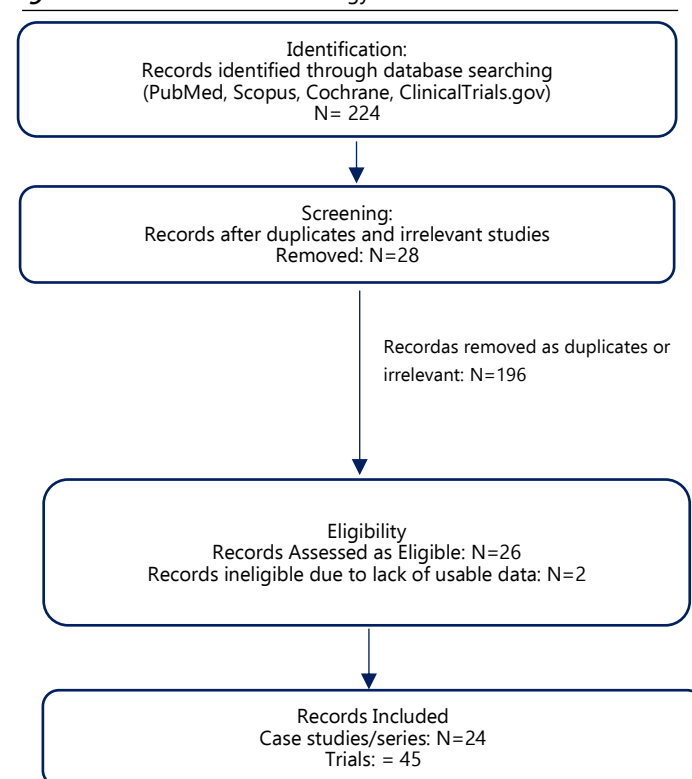 Identification:
Records identified through database searching
(PubMed, Scopus, Cochrane, ClinicalTrials.gov)
N= 224
Screening:
Records after duplicates and irrelevant studies
Removed: N=28
Recordas removed as duplicates or
irrelevant: N=196
Eligibility
Records Assessed as Eligible: N=26
Records ineligible due to lack of usable data: N=2
Records Included
Case studies/series: N=24
Trials: = 45